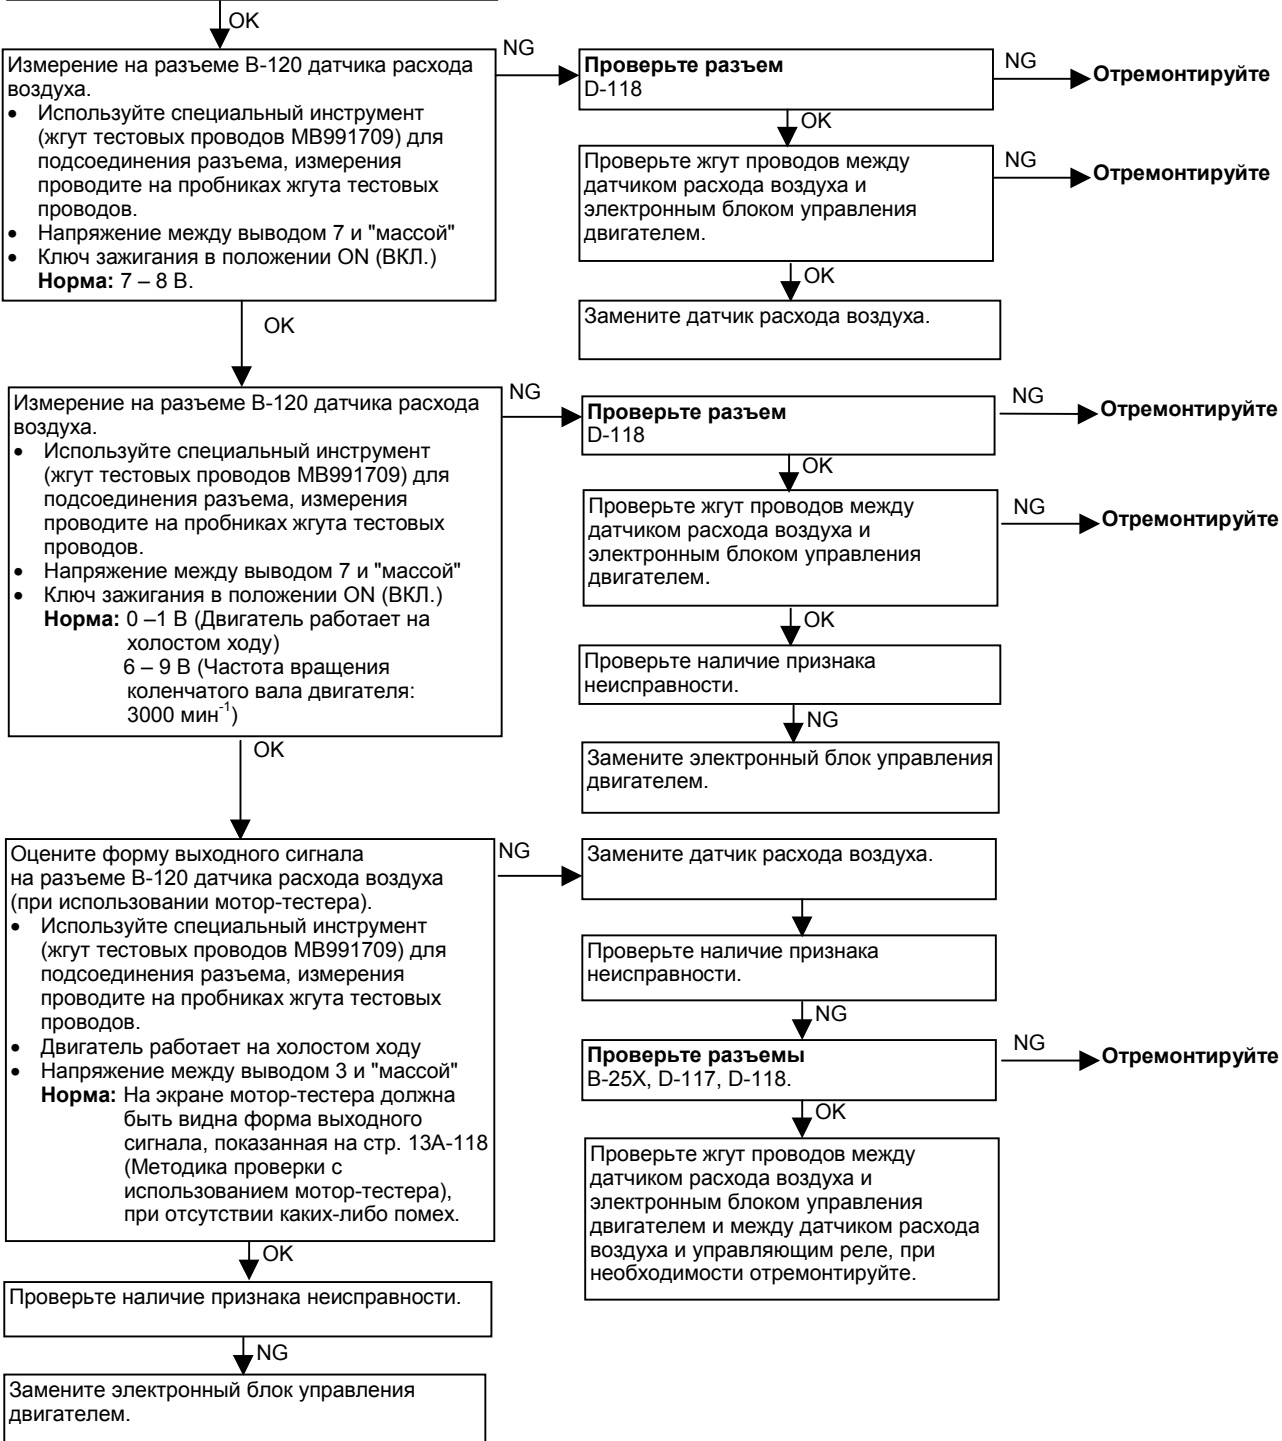 OK
Измерение на разъеме B-120 датчика расхода
воздуха.
• Используйте специальный инструмент
(жгут тестовых проводов MB991709) для
подсоединения разъема, измерения
проводите на пробниках жгута тестовых
проводов.
• Напряжение между выводом 7 и "массой"
• Ключ зажигания в положении ON (ВКЛ.)
Норма: 7 – 8 В.
NG
Проверьте разъем
D-118
NG
Отремонтируйте
OK
Проверьте жгут проводов между
датчиком расхода воздуха и
электронным блоком управления
двигателем.
NG
Отремонтируйте
OK
Замените датчик расхода воздуха.
OK
Измерение на разъеме B-120 датчика расхода
воздуха.
• Используйте специальный инструмент
(жгут тестовых проводов MB991709) для
подсоединения разъема, измерения
проводите на пробниках жгута тестовых
проводов.
• Напряжение между выводом 7 и "массой"
• Ключ зажигания в положении ON (ВКЛ.)
Норма: 0 –1 В (Двигатель работает на
холостом ходу)
6 – 9 В (Частота вращения
коленчатого вала двигателя:
3000 мин⁻¹)
NG
Проверьте разъем
D-118
NG
Отремонтируйте
OK
Проверьте жгут проводов между
датчиком расхода воздуха и
электронным блоком управления
двигателем.
NG
Отремонтируйте
OK
Проверьте наличие признака
неисправности.
NG
Замените электронный блок управления
двигателем.
OK
Оцените форму выходного сигнала
на разъеме B-120 датчика расхода воздуха
(при использовании мотор-тестера).
• Используйте специальный инструмент
(жгут тестовых проводов MB991709) для
подсоединения разъема, измерения
проводите на пробниках жгута тестовых
проводов.
• Двигатель работает на холостом ходу
• Напряжение между выводом 3 и "массой"
Норма: На экране мотор-тестера должна
быть видна форма выходного
сигнала, показанная на стр. 13A-118
(Методика проверки с
использованием мотор-тестера),
при отсутствии каких-либо помех.
NG
Замените датчик расхода воздуха.
Проверьте наличие признака
неисправности.
NG
Проверьте разъемы
B-25X, D-117, D-118.
NG
Отремонтируйте
OK
Проверьте жгут проводов между
датчиком расхода воздуха и
электронным блоком управления
двигателем и между датчиком расхода
воздуха и управляющим реле, при
необходимости отремонтируйте.
OK
Проверьте наличие признака неисправности.
NG
Замените электронный блок управления
двигателем.